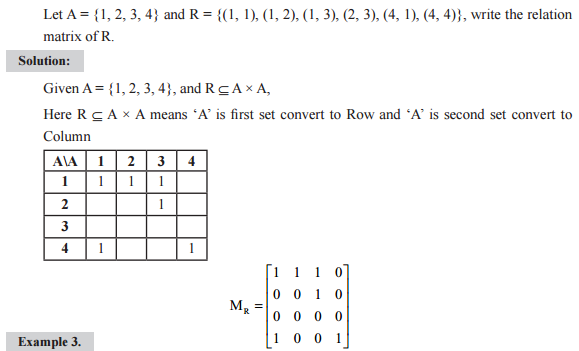 Let A = {1, 2, 3, 4} and R = {(1, 1), (1, 2), (1, 3), (2, 3), (4, 1), (4, 4)}, write the relation
matrix of R.
Solution:
Given A = {1, 2, 3, 4}, and R ⊆ A × A,
Here R ⊆ A × A means ‘A’ is first set convert to Row and ‘A’ is second set convert to
Column
A\A 1 2 3 4
1 1 1 1
2 1
3
4 1 1
M_R = [1 1 1 0
0 0 1 0
0 0 0 0
1 0 0 1]
Example 3.